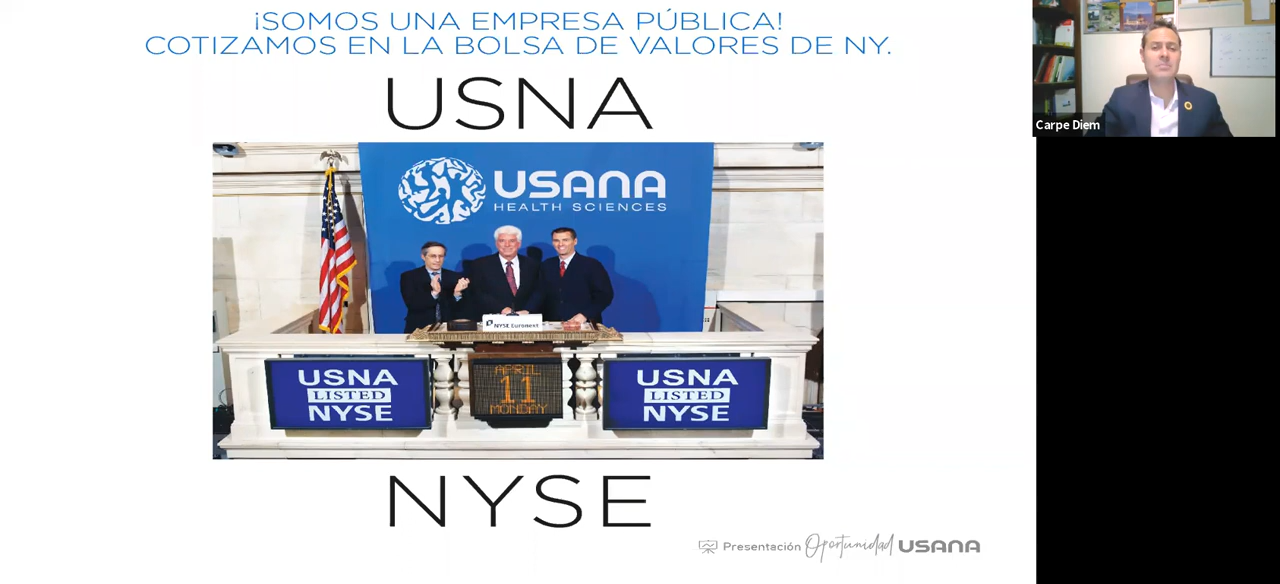 ¡SOMOS UNA EMPRESA PÚBLICA!
COTIZAMOS EN LA BOLSA DE VALORES DE NY.
USNA
USANA
HEALTH SCIENCES
NYSE Euronext
USNA
LISTED
NYSE
APRIL
11
MONDAY
USNA
LISTED
NYSE
NYSE
Presentación Oportunidad USANA
Carpe Diem